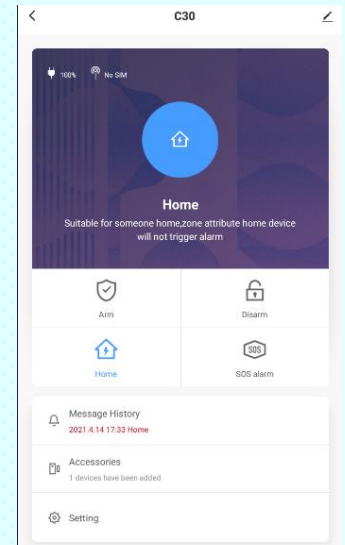 C30
100% No SIM
Home
Suitable for someone home,zone attribute home device
will not trigger alarm
Arm Disarm
SOS
Home SOS alarm
Message History
2021.4.14 17:33 Home
Accessories
1 devices have been added
Setting